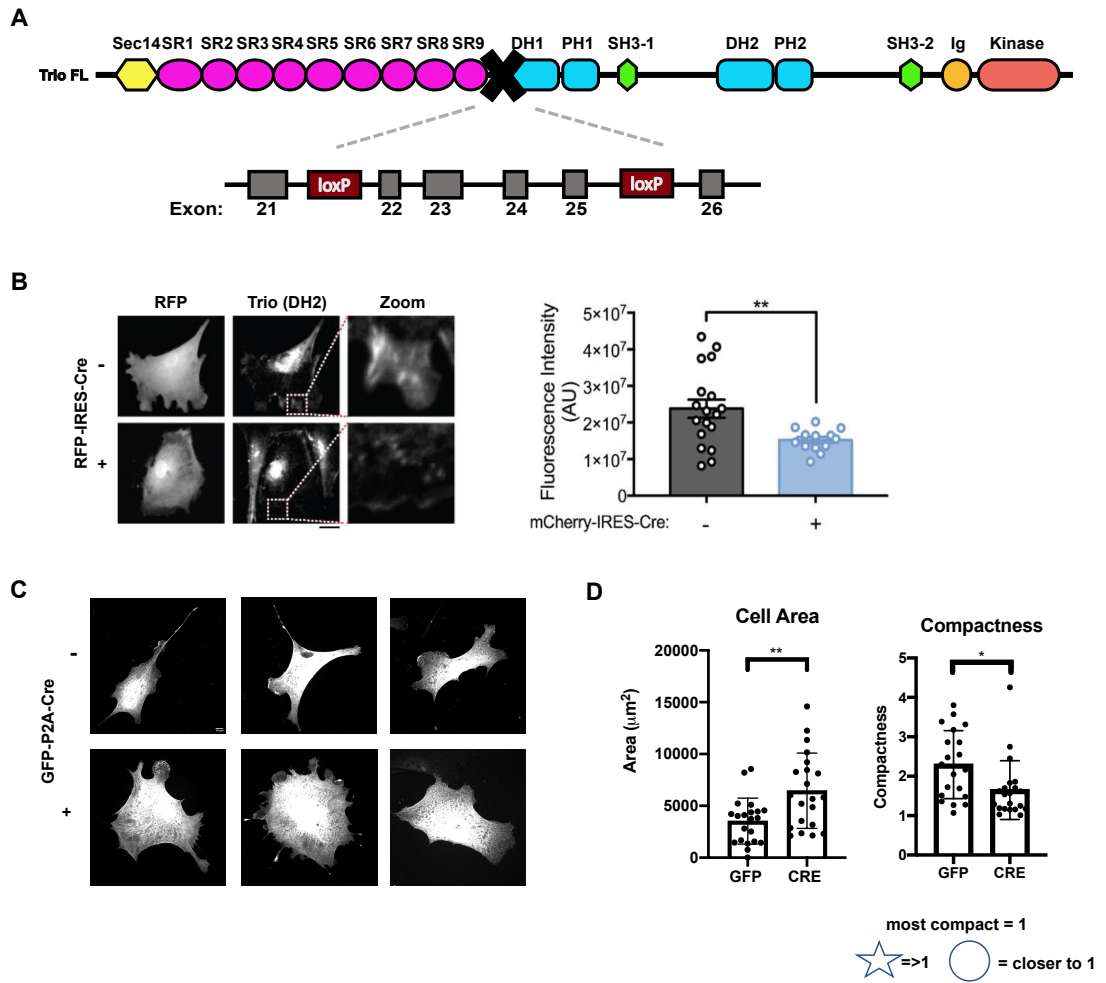 A
Sec14 SR1 SR2 SR3 SR4 SR5 SR6 SR7 SR8 SR9 DH1 PH1 SH3-1 DH2 PH2 SH3-2 Ig Kinase
Trio FL
loxP loxP
Exon: 21 22 23 24 25 26
B
RFP Trio (DH2) Zoom
RFP-IRES-Cre
-
+
Fluorescence Intensity
(AU)
5×10⁷
4×10⁷
3×10⁷
2×10⁷
1×10⁷
0
**
mCherry-IRES-Cre: - +
C
GFP-P2A-Cre
-
+
D
Cell Area
Area (μm²)
20000
15000
10000
5000
0
**
GFP CRE
Compactness
Compactness
5
4
3
2
1
0
*
GFP CRE
most compact = 1
=>1 = closer to 1